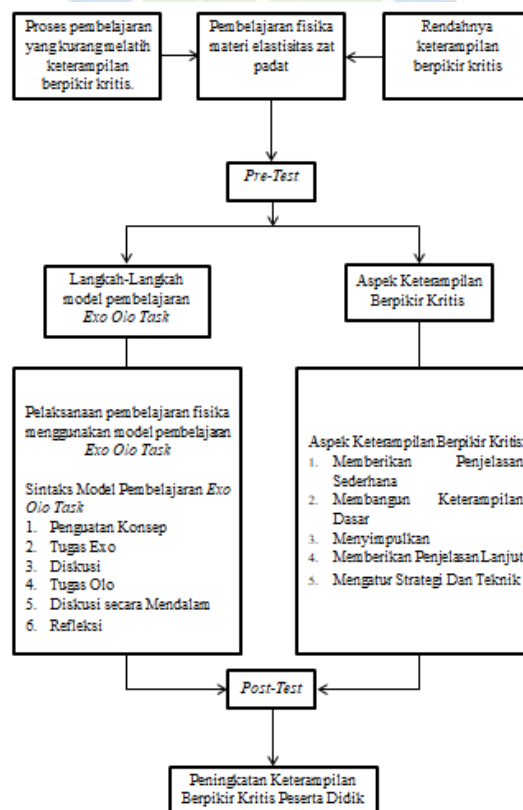 Proses pembelajaran
yang kurang melatih
keterampilan
berpikir kritis.
Pembelajaran fisika
materi elastisitas zat
padat
Rendahnya
keterampilan
berpikir kritis
Pre-Test
Langkah-Langkah
model pembelajaran
Exo Olo Task
Aspek Keterampilan
Berpikir Kritis
Pelaksanaan pembelajaran fisika
menggunakan model pembelajaran
Exo Olo Task
Sintaks Model Pembelajaran Exo
Olo Task
1. Penguatan Konsep
2. Tugas Exo
3. Diskusi
4. Tugas Olo
5. Diskusi secara Mendalam
6. Refleksi
Aspek Keterampilan Berpikir Kritis:
1. Memberikan Penjelasan
Sederhana
2. Membangun Keterampilan
Dasar
3. Menyimpulkan
4. Memberikan Penjelasan Lanjut
5. Mengatur Strategi Dan Teknik
Post-Test
Peningkatan Keterampilan
Berpikir Kritis Peserta Didik